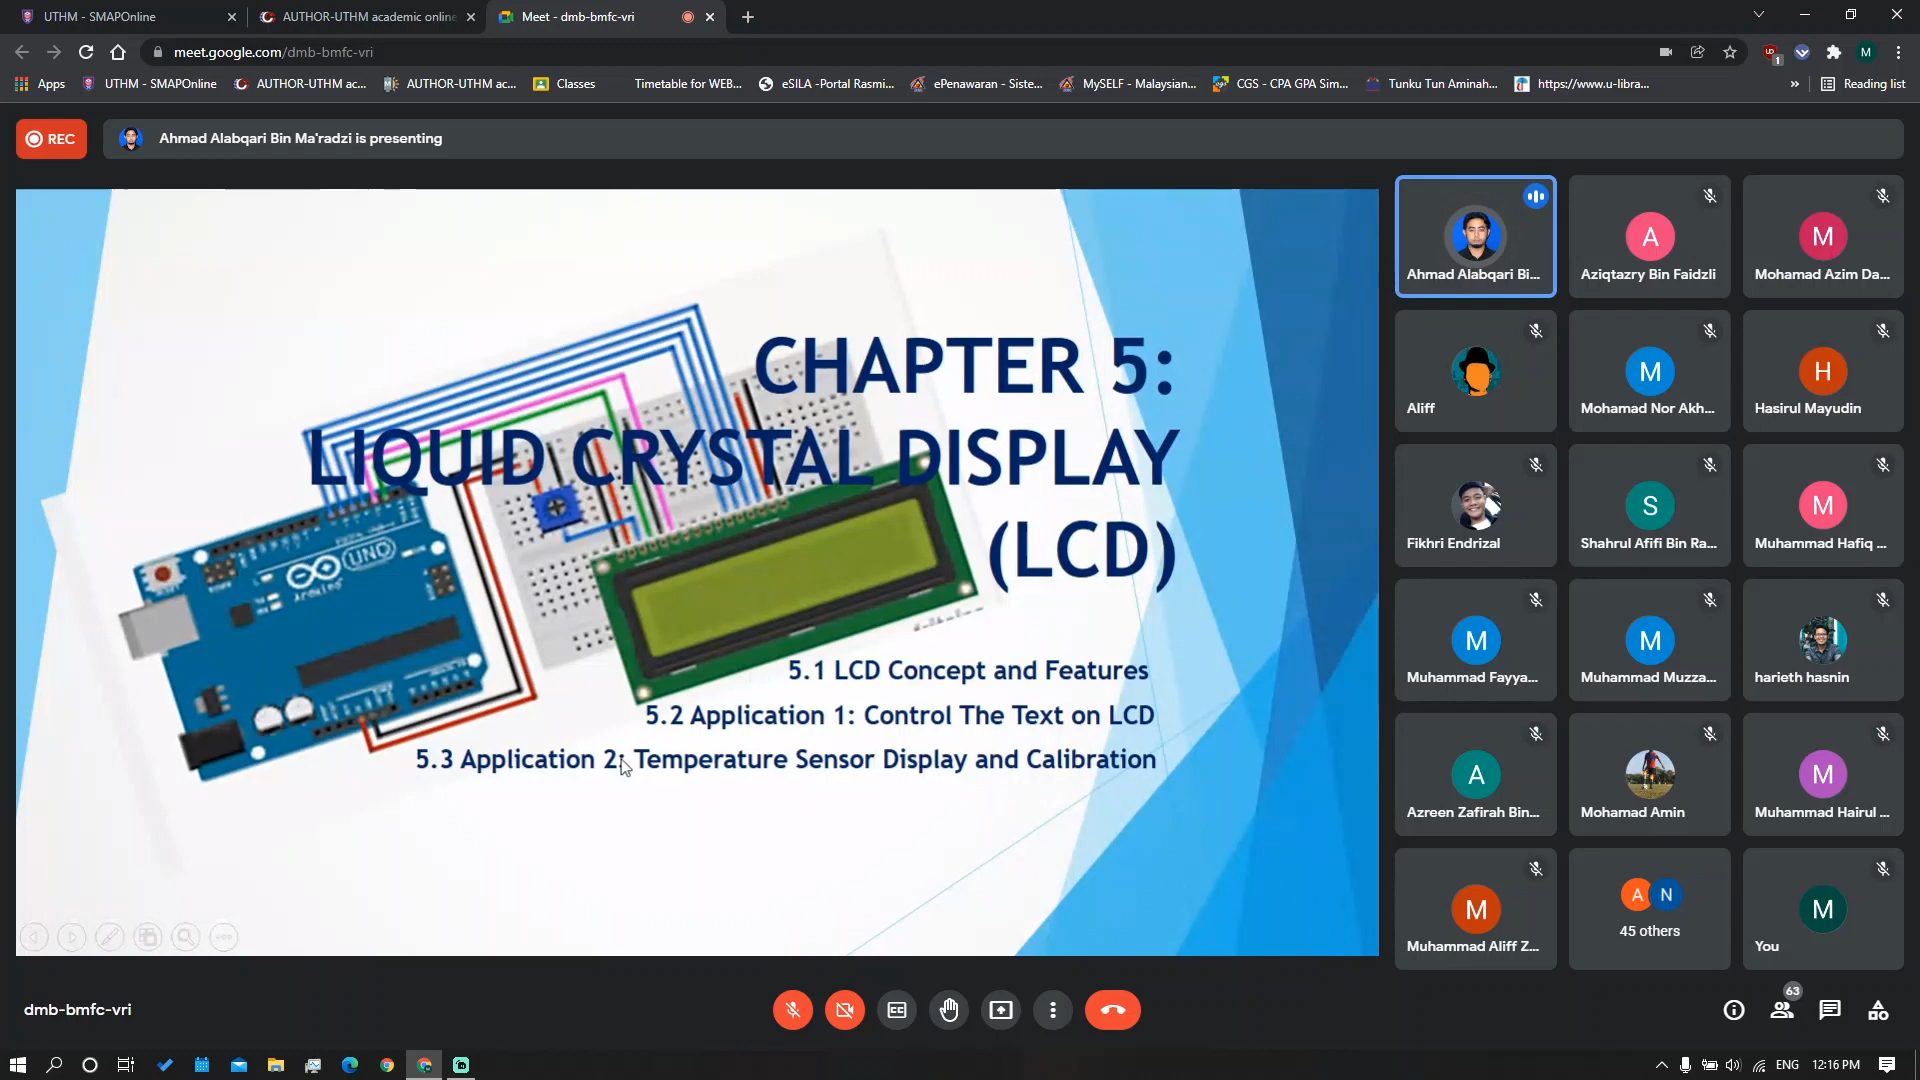 UTHM - SMAPOnline
AUTHOR-UTHM academic online
Meet - dmb-bmfc-vri
meet.google.com/dmb-bmfc-vri
1
M
Apps
UTHM - SMAPOnline
AUTHOR-UTHM ac...
AUTHOR-UTHM ac...
Classes
Timetable for WEB...
eSILA -Portal Rasmi...
ePenawaran - Siste...
MySELF - Malaysian...
CGS - CPA GPA Sim...
Tunku Tun Aminah...
https://www.u-libra...
Reading list
REC
Ahmad Alabqari Bin Ma'radzi is presenting
CHAPTER 5:
LIQUID CRYSTAL DISPLAY
(LCD)
UNO
5.1 LCD Concept and Features
5.2 Application 1: Control The Text on LCD
5.3 Application 2: Temperature Sensor Display and Calibration
Ahmad Alabqari Bi...
A
Aziqtazry Bin Faidzli
M
Mohamad Azim Da...
Aliff
M
Mohamad Nor Akh...
H
Hasirul Mayudin
Fikhri Endrizal
S
Shahrul Afifi Bin Ra...
M
Muhammad Hafiq ...
M
Muhammad Fayya...
M
Muhammad Muzza...
harieth hasnin
A
Azreen Zafirah Bin...
Mohamad Amin
M
Muhammad Hairul ...
M
Muhammad Aliff Z...
A
N
45 others
M
You
dmb-bmfc-vri
63
ENG
12:16 PM